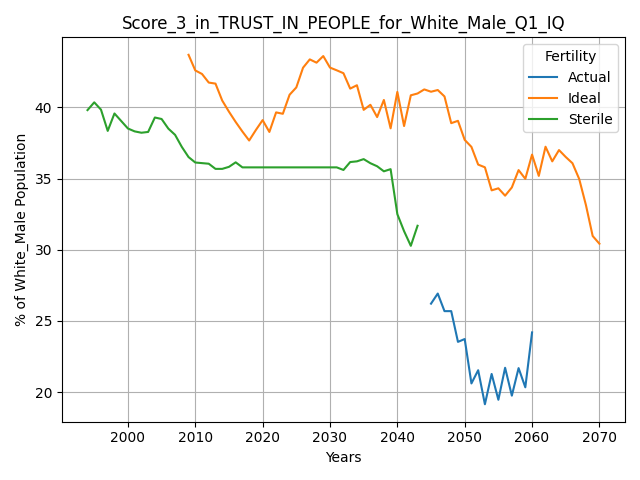 Score_3_in_TRUST_IN_PEOPLE_for_White_Male_Q1_IQ
Fertility
Actual
Ideal
Sterile
% of White_Male Population
40
35
30
25
20
2000
2010
2020
2030
2040
2050
2060
2070
Years